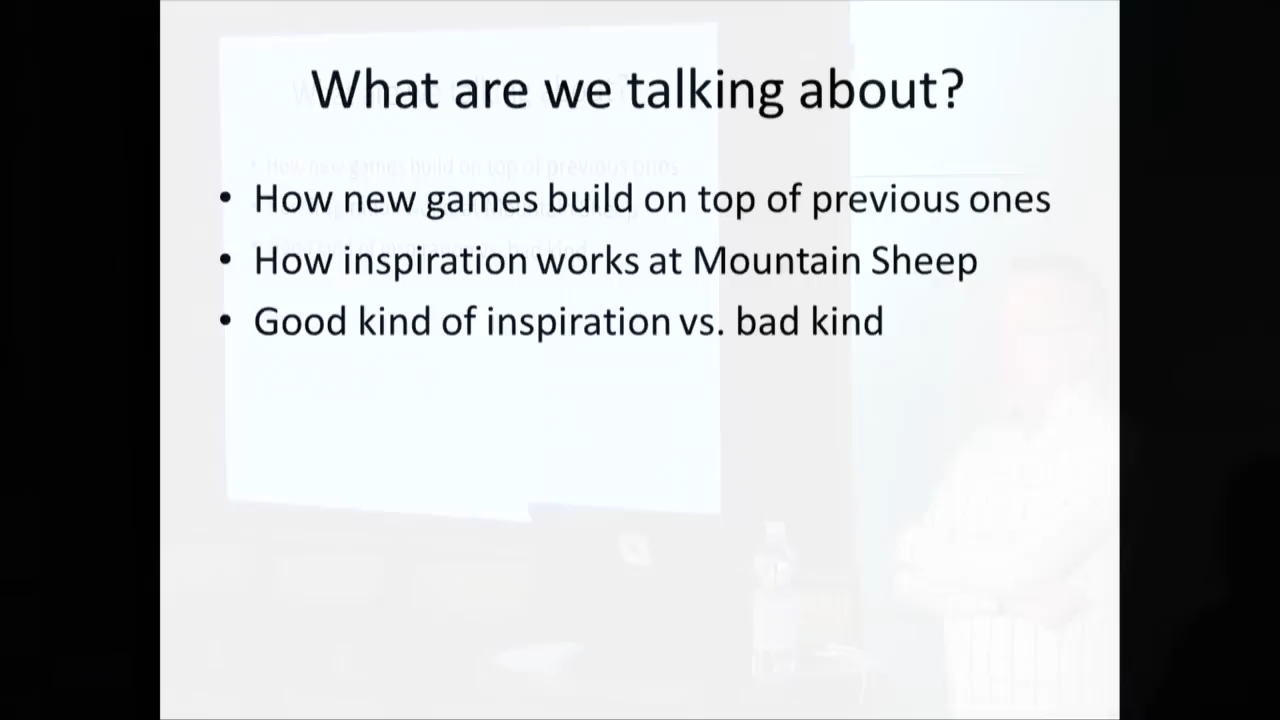 What are we talking about?
• How new games build on top of previous ones
• How inspiration works at Mountain Sheep
• Good kind of inspiration vs. bad kind